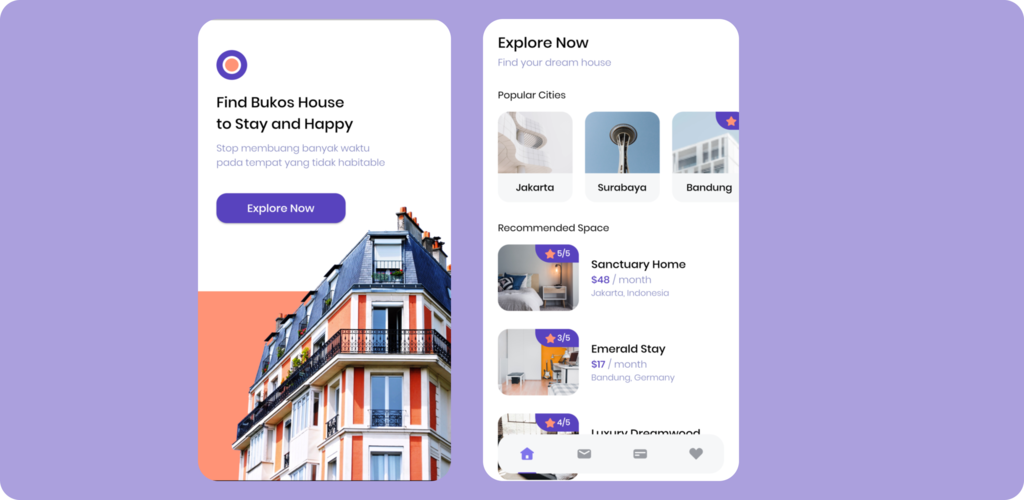 Find Bukos House
to Stay and Happy
Stop membuang banyak waktu
pada tempat yang tidak habitable
Explore Now
Explore Now
Find your dream house
Popular Cities
Jakarta
Surabaya
Bandung
Recommended Space
5/5
Sanctuary Home
$48 / month
Jakarta, Indonesia
3/5
Emerald Stay
$17 / month
Bandung, Germany
4/5
Luxury Dreamwood